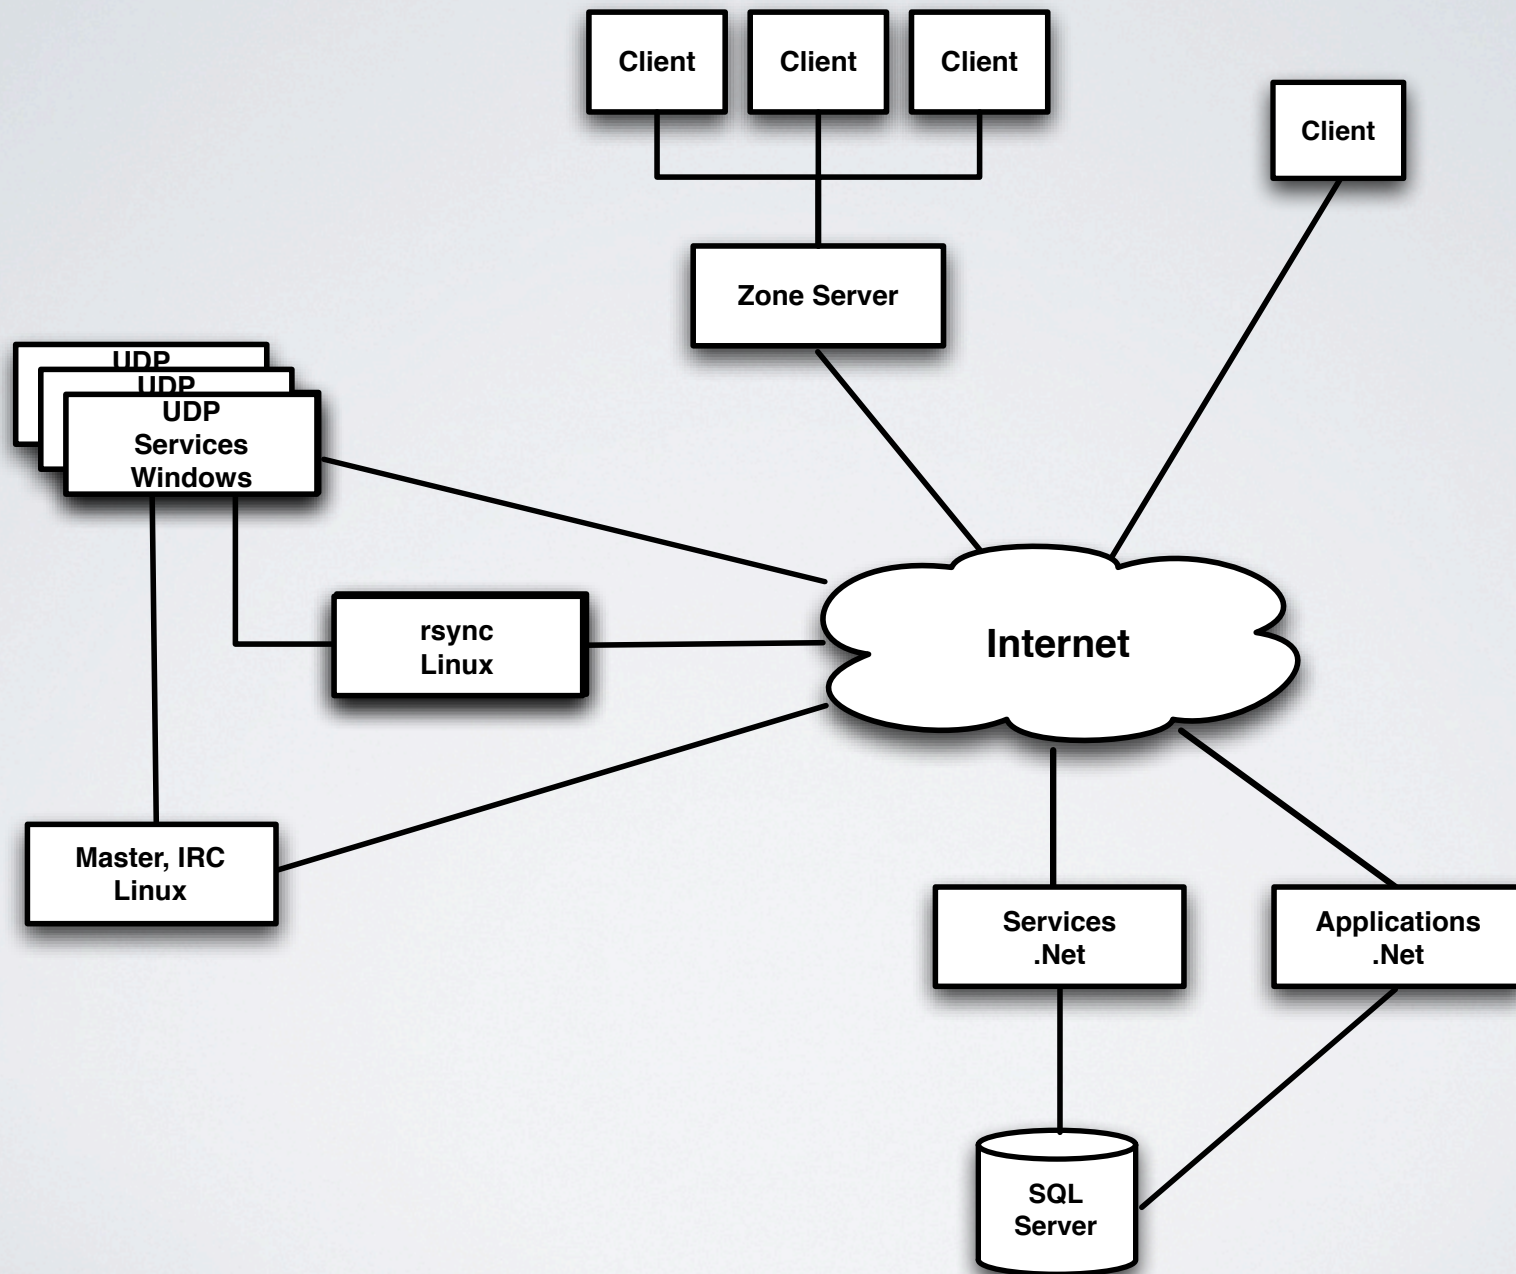 Client
Client
Client
Client
Zone Server
UDP
UDP
UDP
Services
Windows
rsync
Linux
Internet
Master, IRC
Linux
Services
.Net
Applications
.Net
SQL
Server